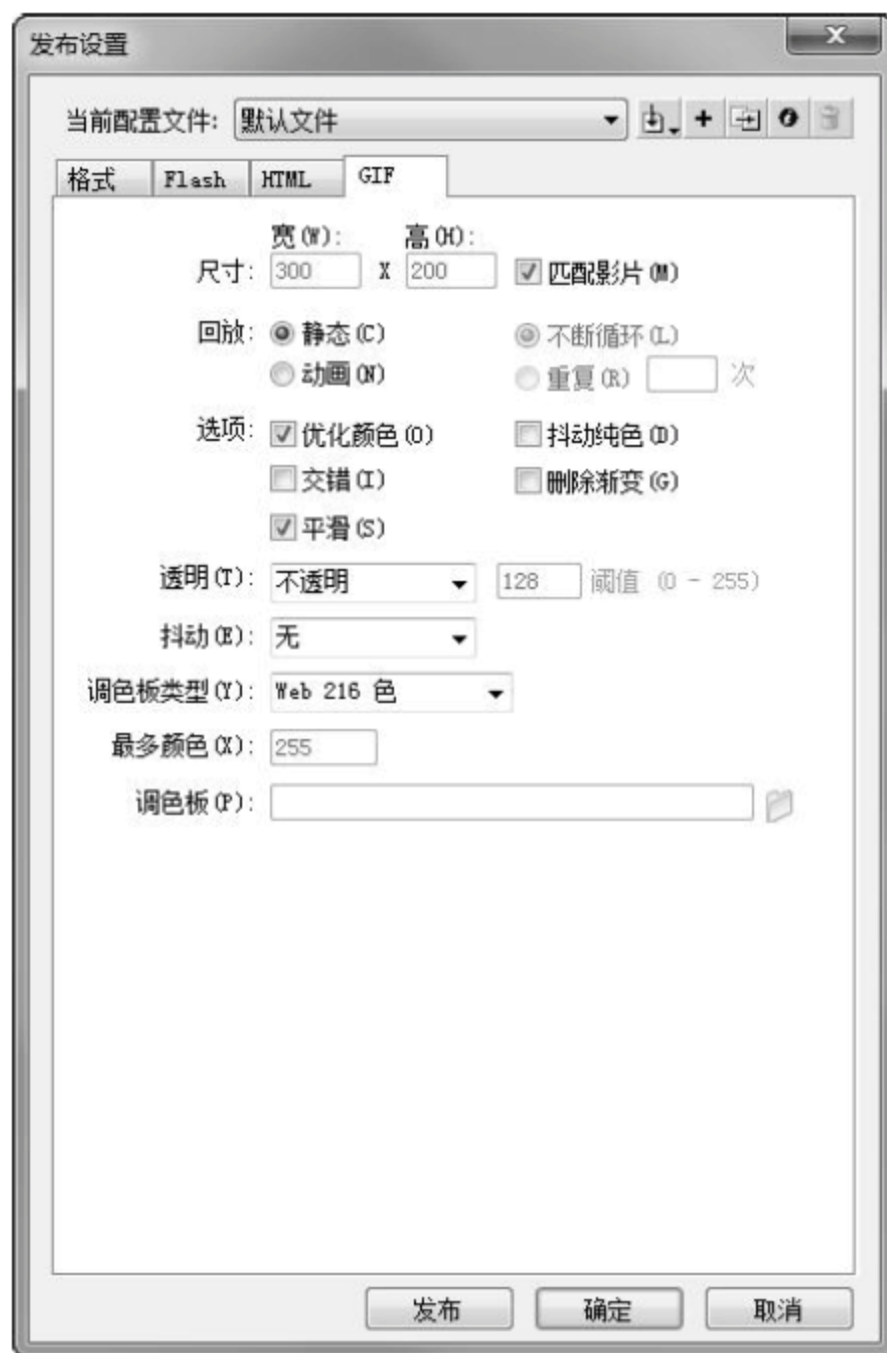 发布设置
当前配置文件: 默认文件
格式 Flash HTML GIF
宽(W): 高(H):
尺寸: 300 X 200 匹配影片(M)
回放: 静态(C) 不断循环(L)
动画(N) 重复(R) 次
选项: 优化颜色(O) 抖动纯色(D)
交错(I) 删除渐变(G)
平滑(S)
透明(T): 不透明 128 阈值 (0 - 255)
抖动(E): 无
调色板类型(Y): Web 216 色
最多颜色(X): 255
调色板(P):
发布 确定 取消